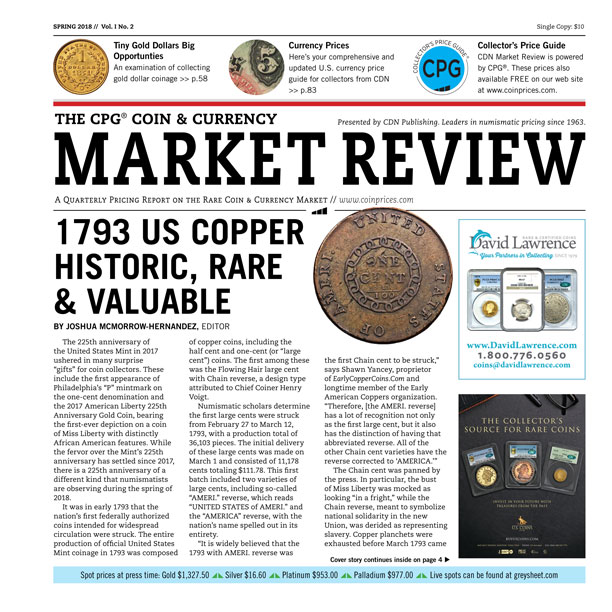 SPRING 2018 // Vol. 1 No. 2
Single Copy: $10
Tiny Gold Dollars Big
Opportunties
An examination of collecting
gold dollar coinage >> p.58
Currency Prices
Here's your comprehensive and
updated U.S. currency price
guide for collectors from CDN
>> p.83
COLLECTOR'S PRICE GUIDE
CPG
Collector's Price Guide
CDN Market Review is powered
by CPG®. These prices also
available FREE on our web site
at www.coinprices.com.
THE CPG® COIN & CURRENCY
Presented by CDN Publishing. Leaders in numismatic pricing since 1963.
MARKET REVIEW
A Quarterly Pricing Report on the Rare Coin & Currency Market // www.coinprices.com
1793 US COPPER
HISTORIC, RARE
& VALUABLE
BY JOSHUA MCMORROW-HERNANDEZ, EDITOR
The 225th anniversary of
the United States Mint in 2017
ushered in many surprise
"gifts" for coin collectors. These
include the first appearance of
Philadelphia's "P" mintmark on
the one-cent denomination and
the 2017 American Liberty 225th
Anniversary Gold Coin, bearing
the first-ever depiction on a coin
of Miss Liberty with distinctly
African American features. While
the fervor over the Mint's 225th
anniversary has settled since 2017,
there is a 225th anniversary of a
different kind that numismatists
are observing during the spring of
2018.
It was in early 1793 that the
nation's first federally authorized
coins intended for widespread
circulation were struck. The entire
production of official United States
Mint coinage in 1793 was composed
of copper coins, including the
half cent and one-cent (or "large
cent") coins. The first among these
was the Flowing Hair large cent
with Chain reverse, a design type
attributed to Chief Coiner Henry
Voigt.
Numismatic scholars determine
the first large cents were struck
from February 27 to March 12,
1793, with a production total of
36,103 pieces. The initial delivery
of these large cents was made on
March 1 and consisted of 11,178
cents totaling $111.78. This first
batch included two varieties of
large cents, including so-called
"AMERI." reverse, which reads
"UNITED STATES OF AMERI." and
the "AMERICA" reverse, with the
nation's name spelled out in its
entirety.
"It is widely believed that the
1793 with AMERI. reverse was
UNITED STATES OF AMERI.
ONE
CENT
1/100
the first Chain cent to be struck,"
says Shawn Yancey, proprietor
of EarlyCopperCoins.Com and
longtime member of the Early
American Coppers organization.
"Therefore, [the AMERI. reverse]
has a lot of recognition not only
as the first large cent, but it also
has the distinction of having that
abbreviated reverse. All of the
other Chain cent varieties have the
reverse corrected to 'AMERICA.'"
The Chain cent was panned by
the press. In particular, the bust
of Miss Liberty was mocked as
looking "in a fright," while the
Chain reverse, meant to symbolize
national solidarity in the new
Union, was derided as representing
slavery. Copper planchets were
exhausted before March 1793 came
Cover story continues inside on page 4 ►
RARE & CERTIFIED COINS
David Lawrence
Your Partners in Collecting SINCE 1979
www.DavidLawrence.com
1.800.776.0560
coins@davidlawrence.com
THE COLLECTOR'S
SOURCE FOR RARE COINS
INVEST IN YOUR FUTURE WITH
TREASURES FROM THE PAST
Spot prices at press time: Gold $1,327.50 Silver $16.60 Platinum $953.00 Palladium $977.00 Live spots can be found at greysheet.com